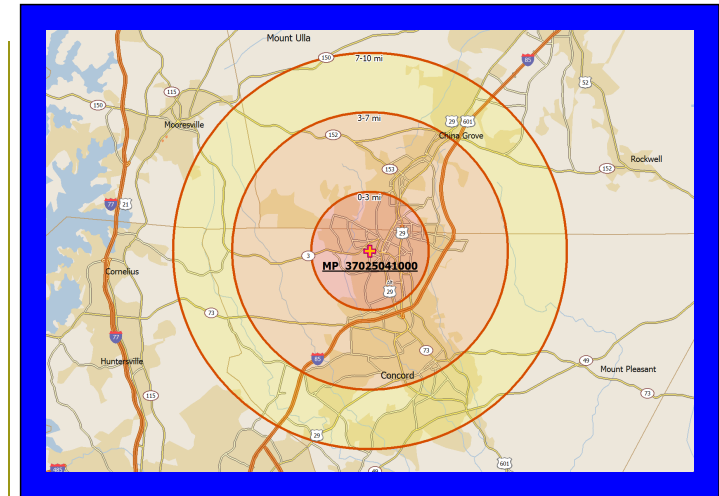 Mount Ulla
150
7-10 mi
85
52
115
150
Mooresville
3-7 mi
152
29 601
China Grove
Rockwell
153
152
0-3 mi
77 21
29
3
MP_37025041000
Cornelius
29
73
77
Huntersville
85
73
49
Mount Pleasant
Concord
73
115
29
601
49